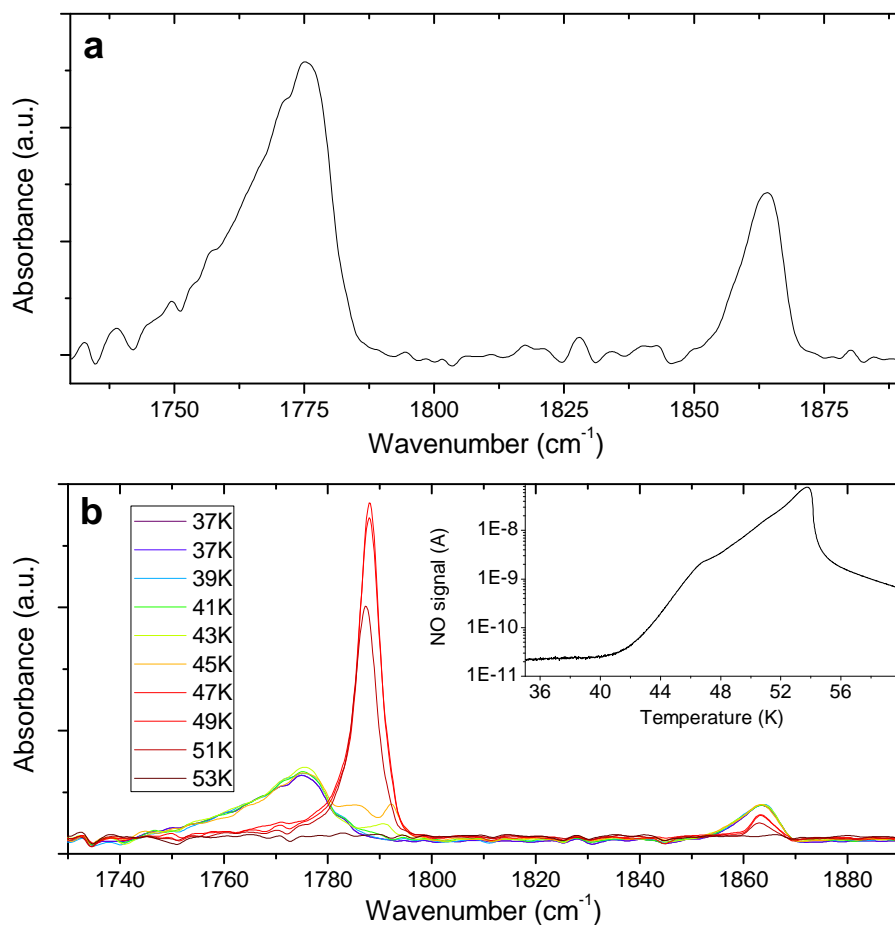 a
Absorbance (a.u.)
1750 1775 1800 1825 1850 1875
Wavenumber (cm⁻¹)
b
Absorbance (a.u.)
37K
37K
39K
41K
43K
45K
47K
49K
51K
53K
NO signal (A)
1E-8
1E-9
1E-10
1E-11
36 40 44 48 52 56
Temperature (K)
1740 1760 1780 1800 1820 1840 1860 1880
Wavenumber (cm⁻¹)